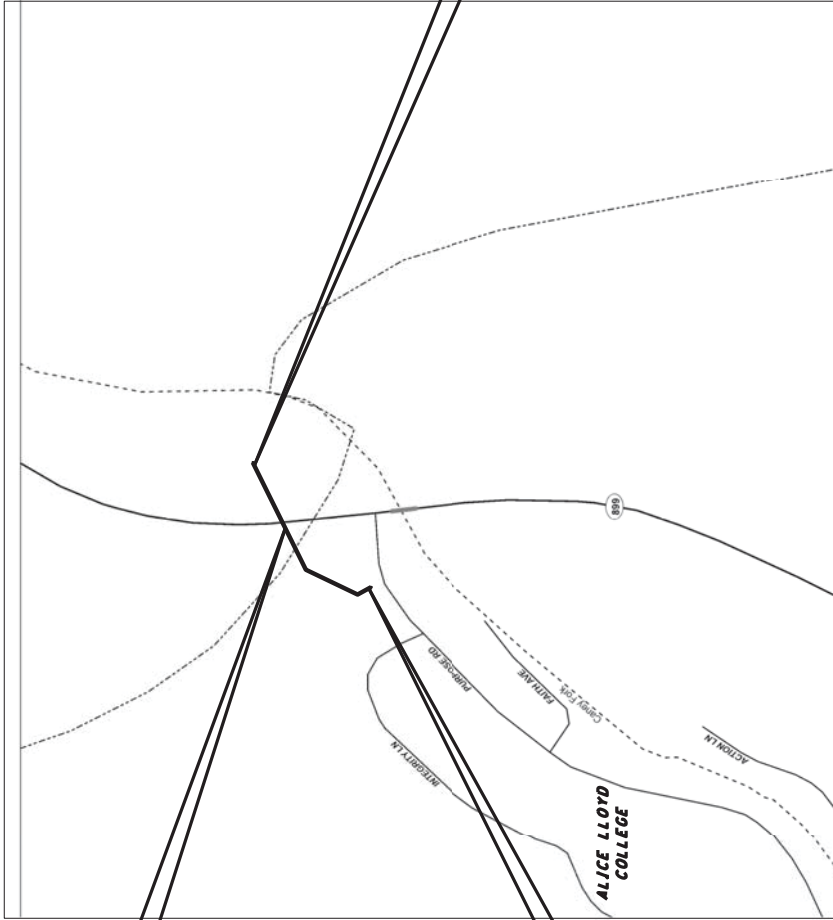 899
PURPOSE RD
FAITH AVE
Caney Fork
INTEGRITY LN
ACTION LN
ALICE LLOYD
COLLEGE